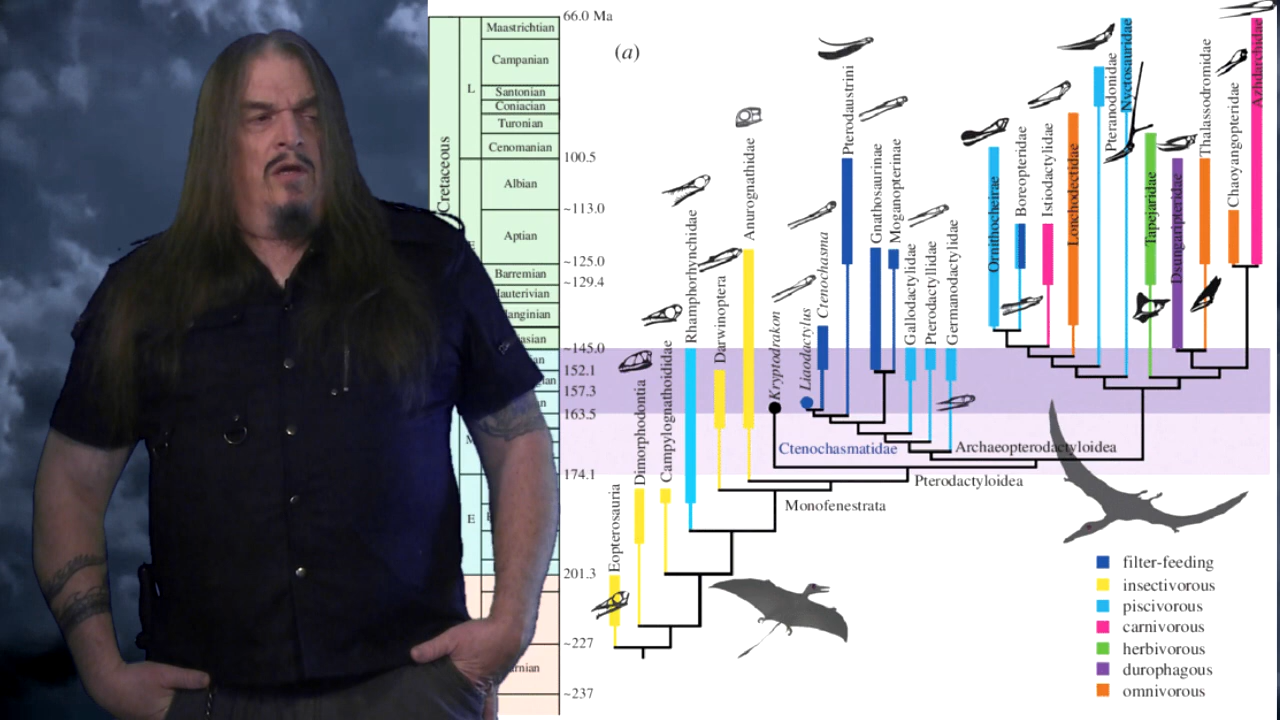 66.0 Ma
Maastrichtian
Campanian
Santonian
Coniacian
Turonian
Cenomanian
L
Cretaceous
100.5
Albian
~113.0
Aptian
~125.0
Barremian
~129.4
~145.0
152.1
157.3
163.5
174.1
E
201.3
~227
~237
(a)
Eopterosauria
Dimorphodontia
Campylognathoididae
Rhamphorhynchidae
Darwinoptera
Anurognathidae
Kryptodrakon
Liaodactylus
Ctenochasma
Pterodaustrini
Gnathosaurinae
Moganopterinae
Gallodactylidae
Pterodactylidae
Germanodactylidae
Ornithocheirae
Boreopteridae
Istiodactylidae
Lonchodectidae
Pteranodonidae
Nyctosauridae
Tapejaridae
Dsungaripteridae
Thalassodromidae
Chaoyangopteridae
Azhdarchidae
Ctenochasmatidae
Archaeopterodactyloidea
Pterodactyloidea
Monofenestrata
filter-feeding
insectivorous
piscivorous
carnivorous
herbivorous
durophagous
omnivorous